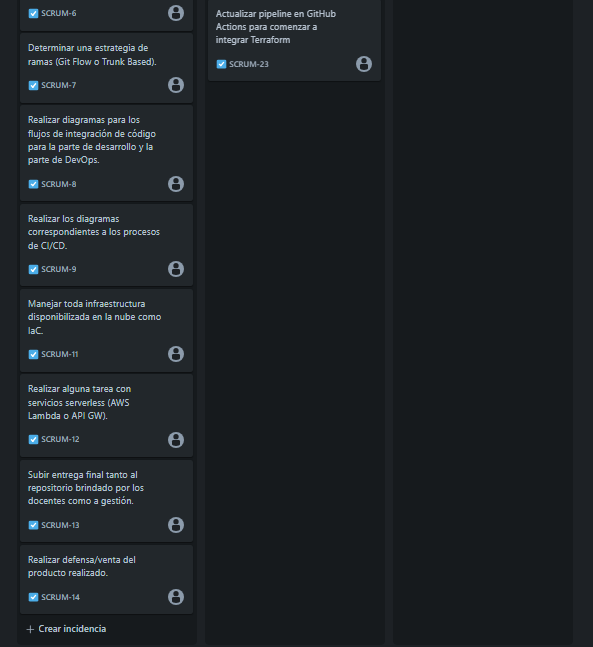 SCRUM-6
Determinar una estrategia de
ramas (Git Flow o Trunk Based).
SCRUM-7
Realizar diagramas para los
flujos de integración de código
para la parte de desarrollo y la
parte de DevOps.
SCRUM-8
Realizar los diagramas
correspondientes a los procesos
de CI/CD.
SCRUM-9
Manejar toda infraestructura
disponibilizada en la nube como
IaC.
SCRUM-11
Realizar alguna tarea con
servicios serverless (AWS
Lambda o API GW).
SCRUM-12
Subir entrega final tanto al
repositorio brindado por los
docentes como a gestión.
SCRUM-13
Realizar defensa/venta del
producto realizado.
SCRUM-14
+ Crear incidencia
Actualizar pipeline en GitHub
Actions para comenzar a
integrar Terraform
SCRUM-23